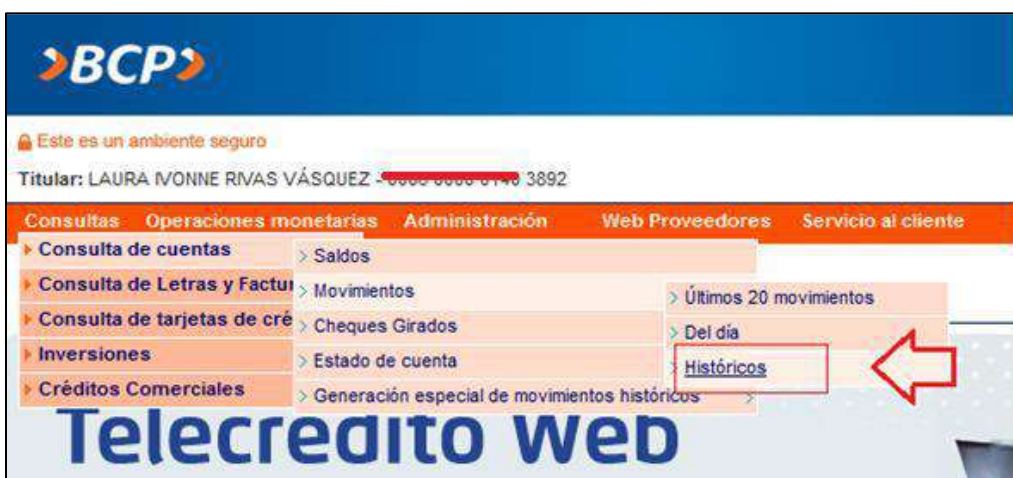 BCP
Este es un ambiente seguro
Titular: LAURA IVONNE RIVAS VÁSQUEZ - 3892
Consultas Operaciones monetarias Administración Web Proveedores Servicio al cliente
Consulta de cuentas
Consulta de Letras y Factur
Consulta de tarjetas de cré
Inversiones
Créditos Comerciales
> Saldos
> Movimientos
> Cheques Girados
> Estado de cuenta
> Generación especial de movimientos históricos >
> Últimos 20 movimientos
> Del día
> Históricos
Telecrédito Web